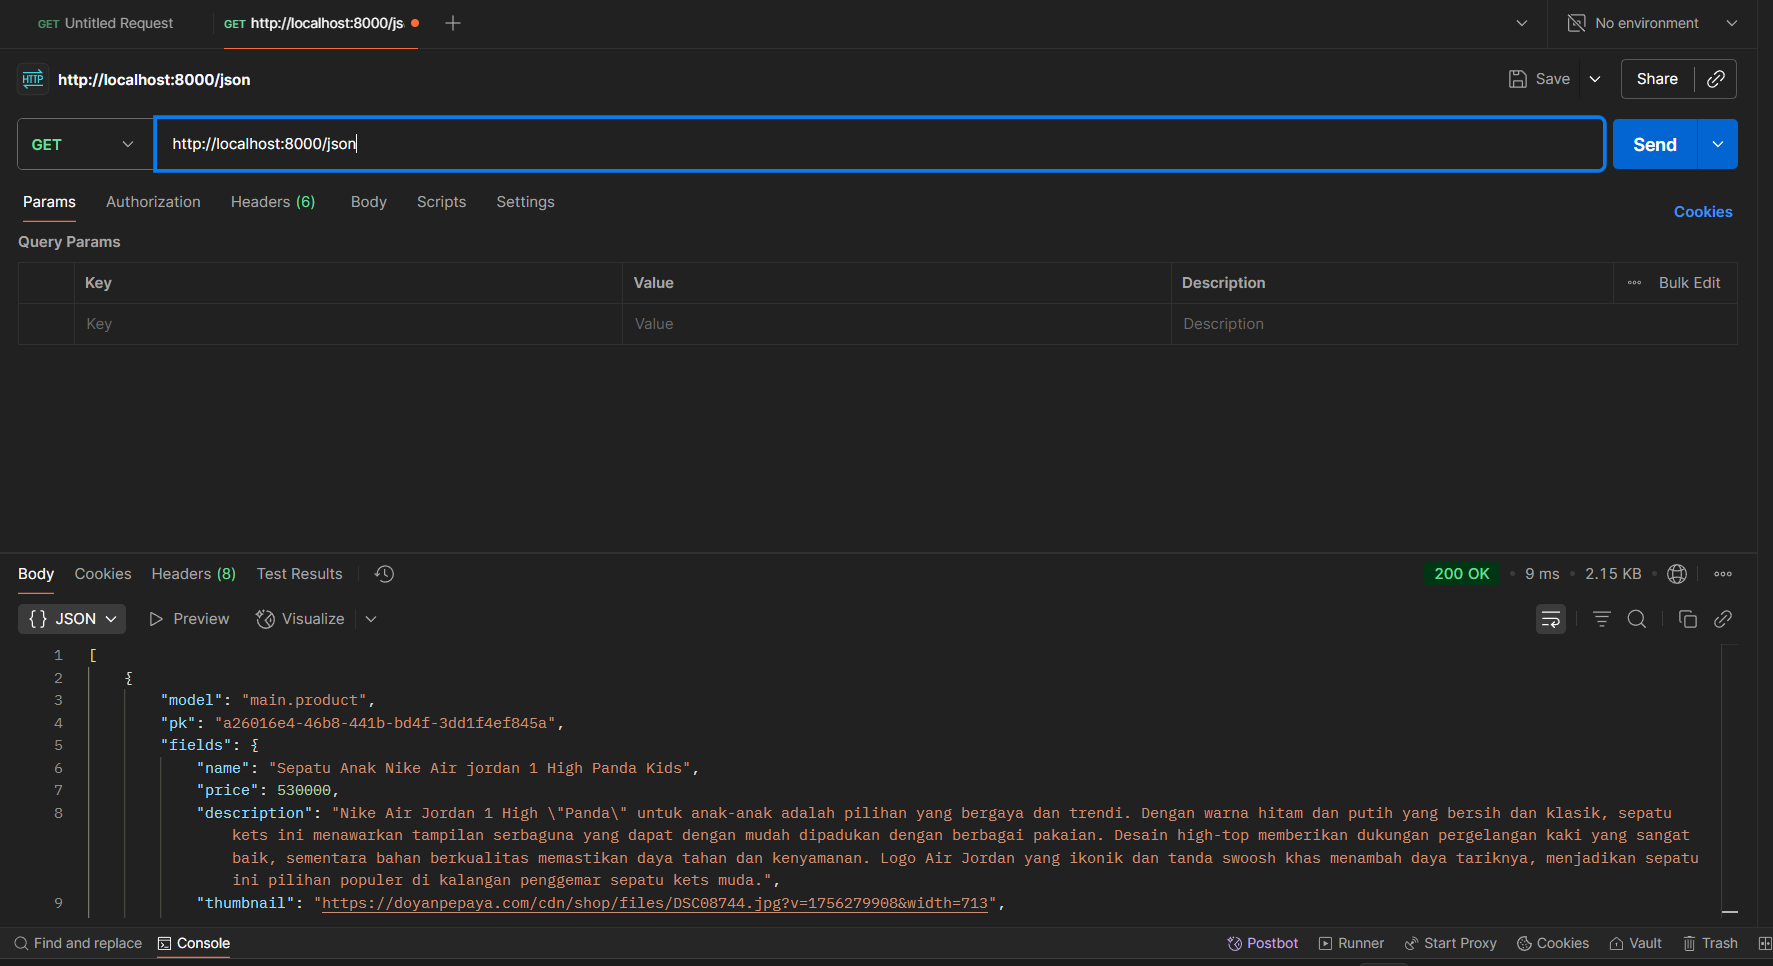 GET Untitled Request
GET http://localhost:8000/js
No environment
HTTP http://localhost:8000/json
Save
Share
GET
http://localhost:8000/json
Send
Params Authorization Headers (6) Body Scripts Settings
Cookies
Query Params
Key Value Description Bulk Edit
Key Value Description
Body Cookies Headers (8) Test Results
200 OK 9 ms 2.15 KB
{} JSON Preview Visualize
1 [
2 {
3 "model": "main.product",
4 "pk": "a26016e4-46b8-441b-bd4f-3dd1f4ef845a",
5 "fields": {
6 "name": "Sepatu Anak Nike Air jordan 1 High Panda Kids",
7 "price": 530000,
8 "description": "Nike Air Jordan 1 High \"Panda\" untuk anak-anak adalah pilihan yang bergaya dan trendi. Dengan warna hitam dan putih yang bersih dan klasik, sepatu
kets ini menawarkan tampilan serbaguna yang dapat dengan mudah dipadukan dengan berbagai pakaian. Desain high-top memberikan dukungan pergelangan kaki yang sangat
baik, sementara bahan berkualitas memastikan daya tahan dan kenyamanan. Logo Air Jordan yang ikonik dan tanda swoosh khas menambah daya tariknya, menjadikan sepatu
ini pilihan populer di kalangan penggemar sepatu kets muda.",
9 "thumbnail": "https://doyanpepaya.com/cdn/shop/files/DSC08744.jpg?v=1756279908&width=713",
Find and replace Console
Postbot Runner Start Proxy Cookies Vault Trash